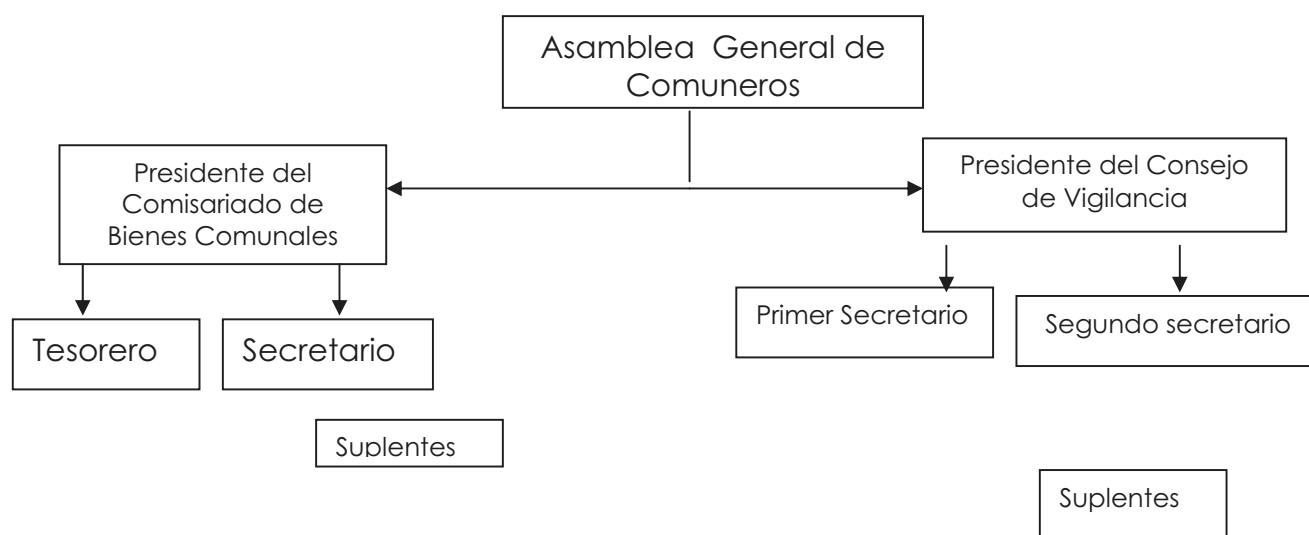 Asamblea  General de
Comuneros
Presidente del
Comisariado de
Bienes Comunales
Presidente del Consejo
de Vigilancia
Tesorero
Secretario
Primer Secretario
Segundo secretario
Suplentes
Suplentes